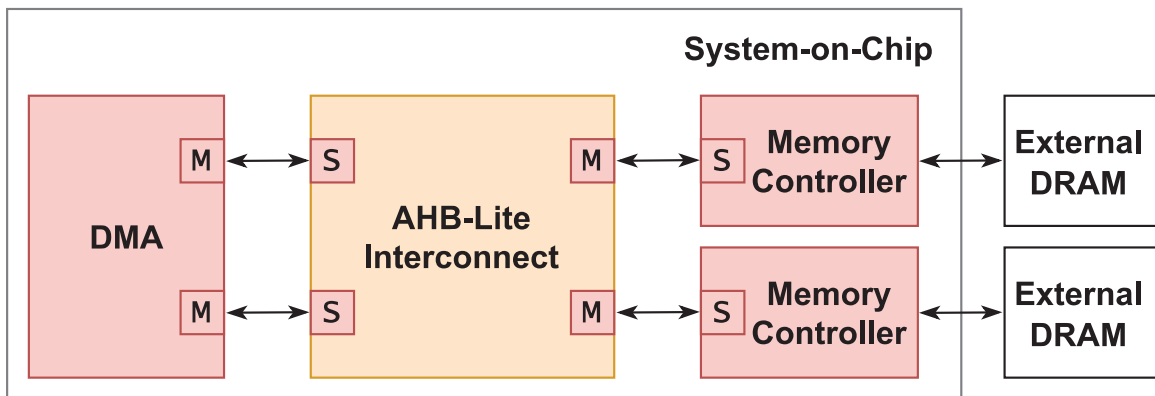 System-on-Chip
DMA
M
M
S
S
AHB-Lite
Interconnect
M
M
S
Memory
Controller
S
Memory
Controller
External
DRAM
External
DRAM